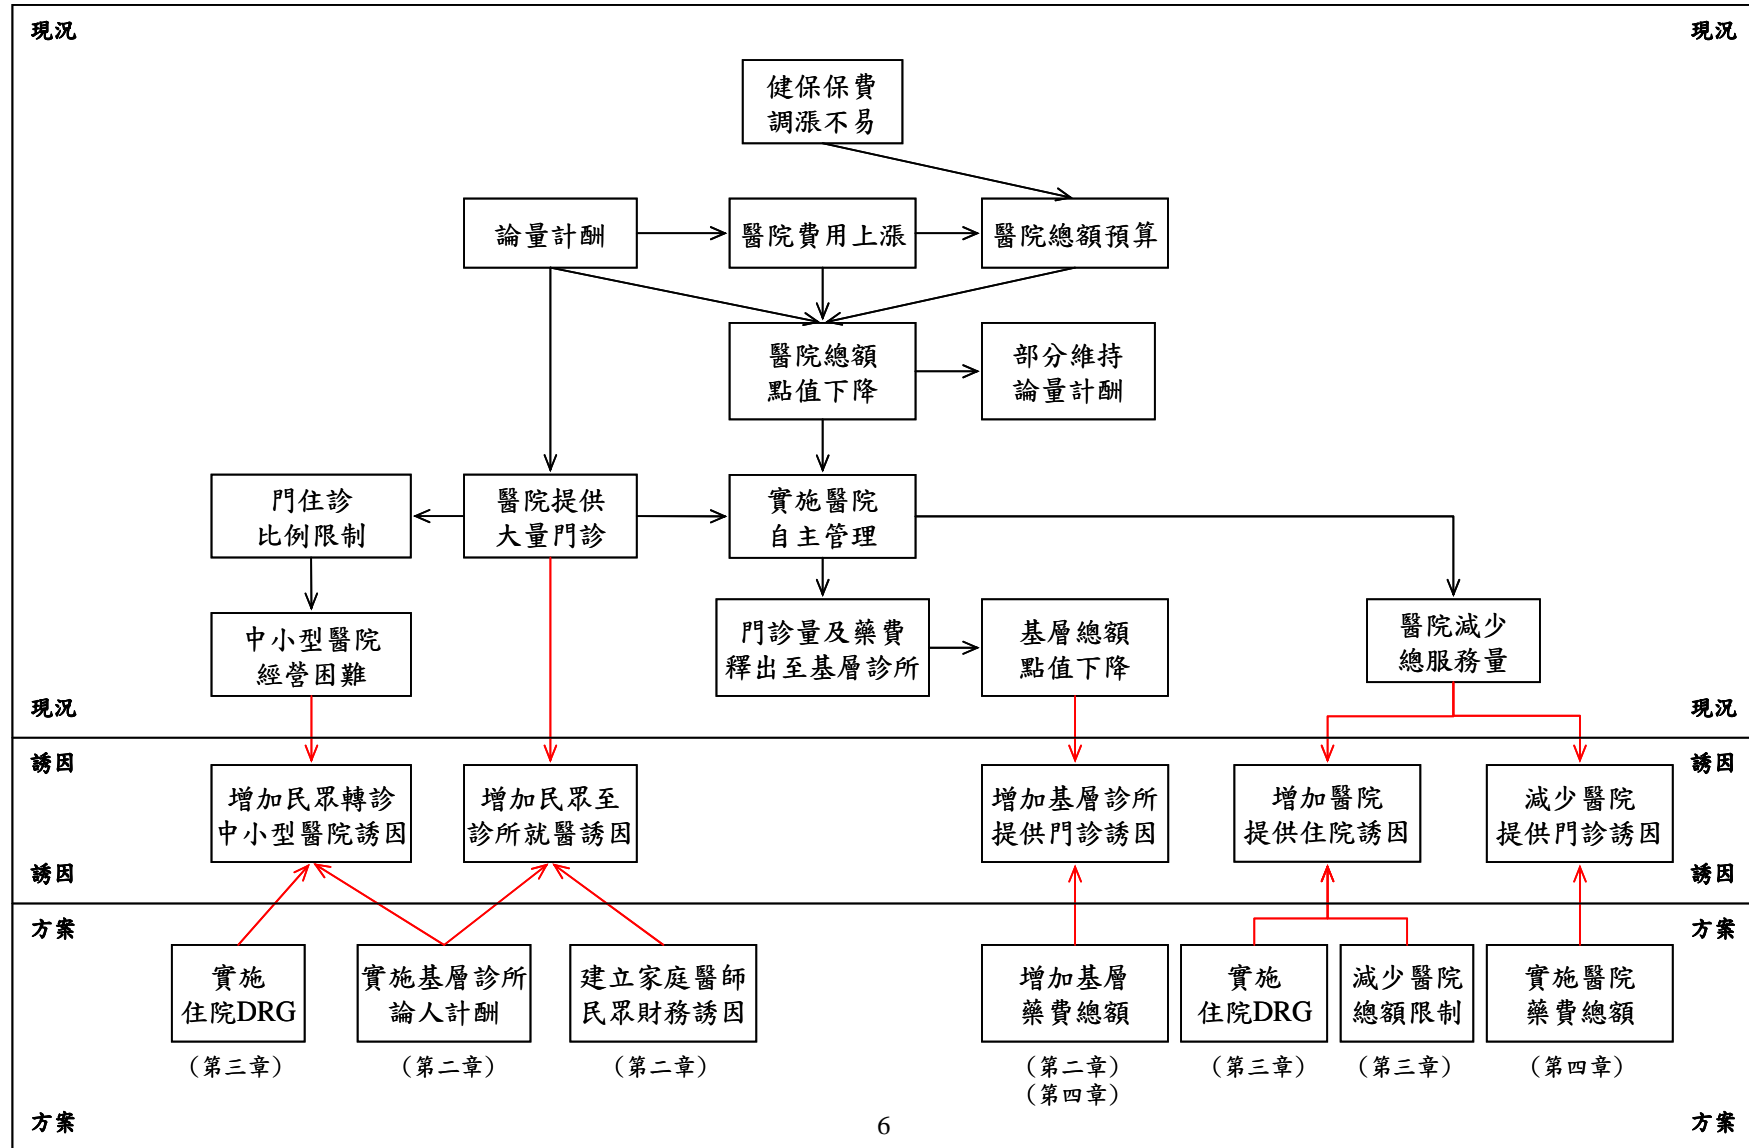 現況
現況
健保保費
調漲不易
論量計酬
醫院費用上漲
醫院總額預算
醫院總額
點值下降
部分維持
論量計酬
門住診
比例限制
醫院提供
大量門診
實施醫院
自主管理
中小型醫院
經營困難
門診量及藥費
釋出至基層診所
基層總額
點值下降
醫院減少
總服務量
現況
現況
誘因
誘因
增加民眾轉診
中小型醫院誘因
增加民眾至
診所就醫誘因
增加基層診所
提供門診誘因
增加醫院
提供住院誘因
減少醫院
提供門診誘因
誘因
誘因
方案
方案
實施
住院DRG
(第三章)
實施基層診所
論人計酬
(第二章)
建立家庭醫師
民眾財務誘因
(第二章)
增加基層
藥費總額
(第二章)
(第四章)
實施
住院DRG
(第三章)
減少醫院
總額限制
(第三章)
實施醫院
藥費總額
(第四章)
方案
6
方案